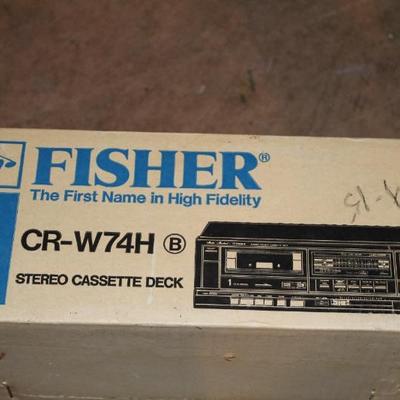 FISHER®
The First Name in High Fidelity
CR-W74H Ⓑ
STEREO CASSETTE DECK